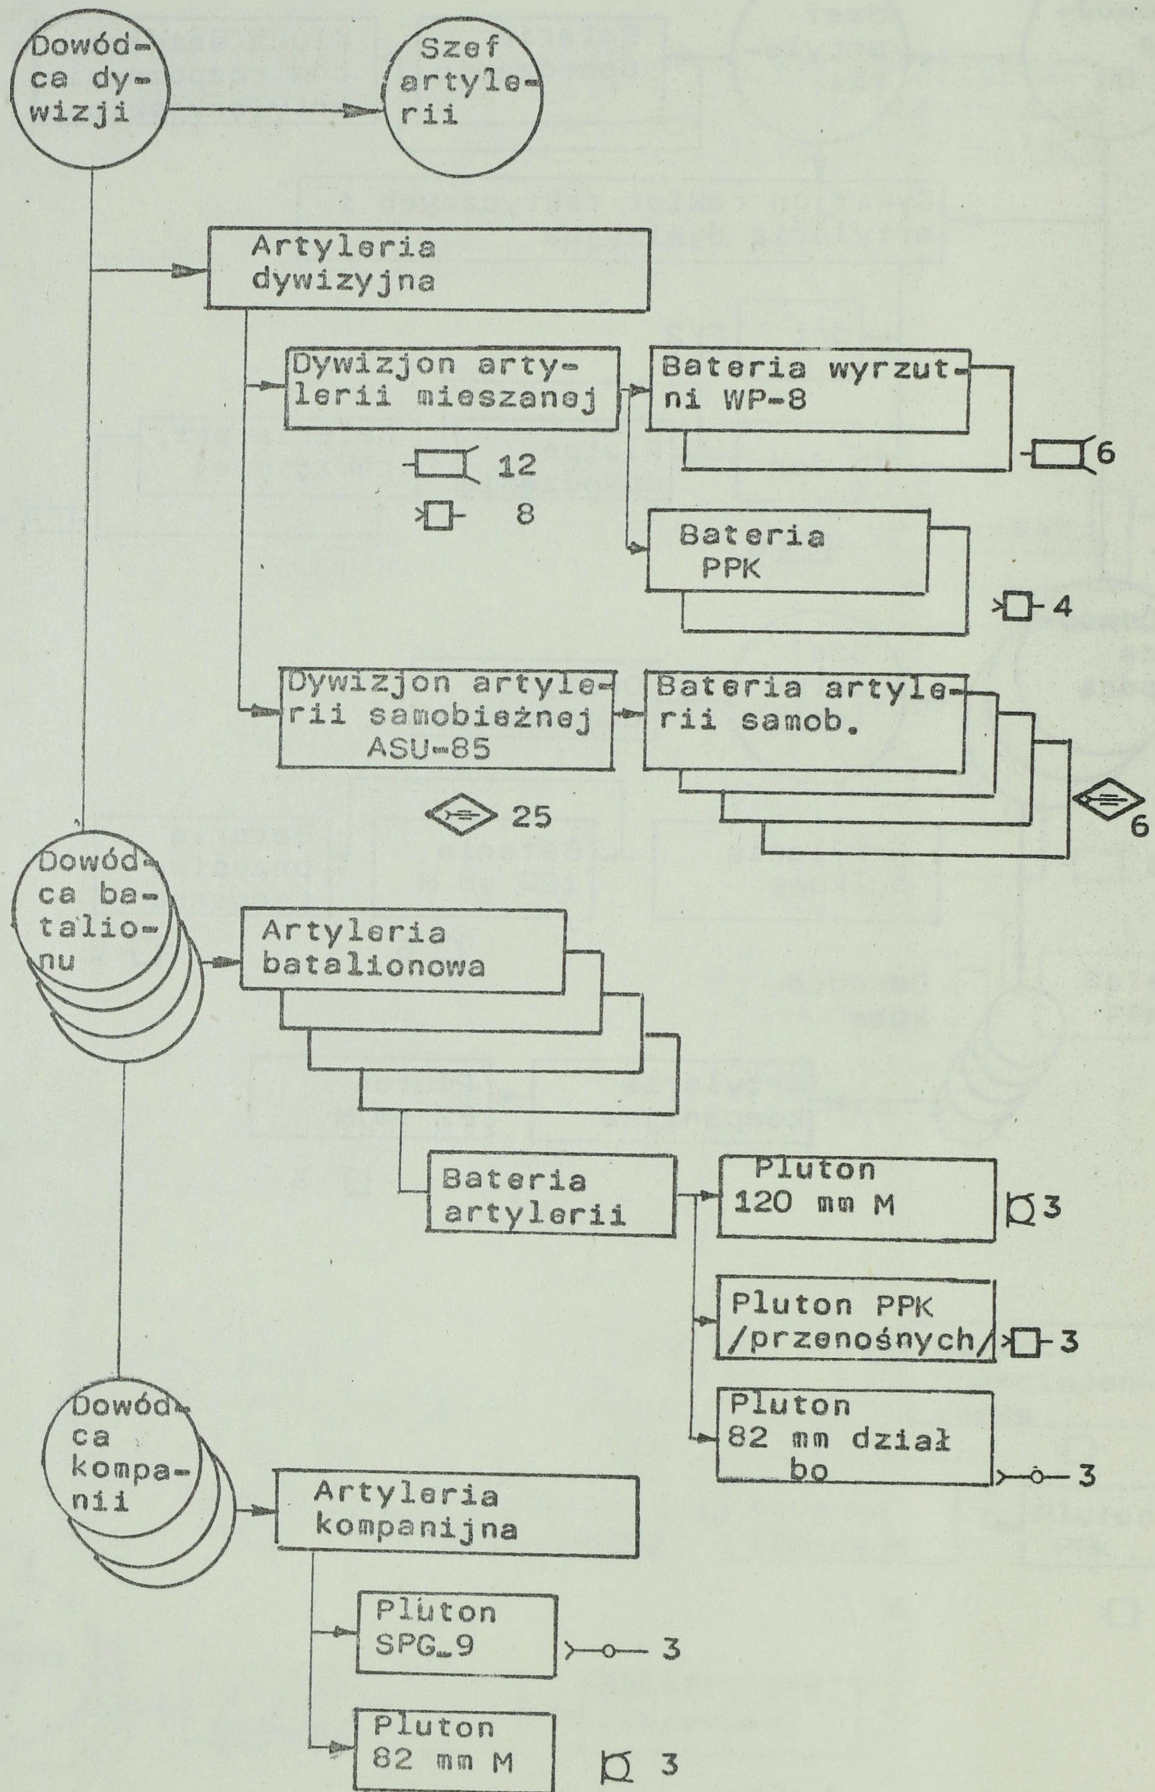 Dowód-
ca dy-
wizji
Szef
artyle-
rii
Artyleria
dywizyjna
Dywizjon arty-
lerii mieszanej
12
8
Bateria wyrzut-
ni WP-8
6
Bateria
PPK
4
Dywizjon artyle-
rii samobieżnej
ASU-85
25
Bateria artyle-
rii samob.
6
Dowód-
ca ba-
talio-
nu
Artyleria
batalionowa
Bateria
artylerii
Pluton
120 mm M
3
Pluton PPK
/przenośnych/
3
Pluton
82 mm dział
bo
3
Dowód-
ca
kompa-
nii
Artyleria
kompanijna
Pluton
SPG-9
3
Pluton
82 mm M
3